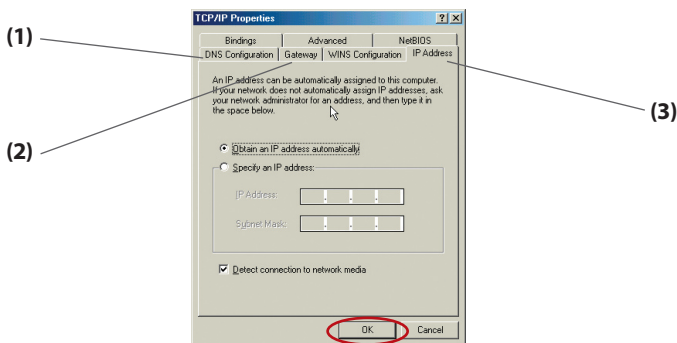 TCP/IP Properties
(1)
Bindings Advanced NetBIOS
DNS Configuration Gateway WINS Configuration IP Address
An IP address can be automatically assigned to this computer.
If your network does not automatically assign IP addresses, ask
your network administrator for an address, and then type it in
the space below.
(3)
(2)
Obtain an IP address automatically
Specify an IP address:
IP Address:
Subnet Mask:
Detect connection to network media
OK Cancel